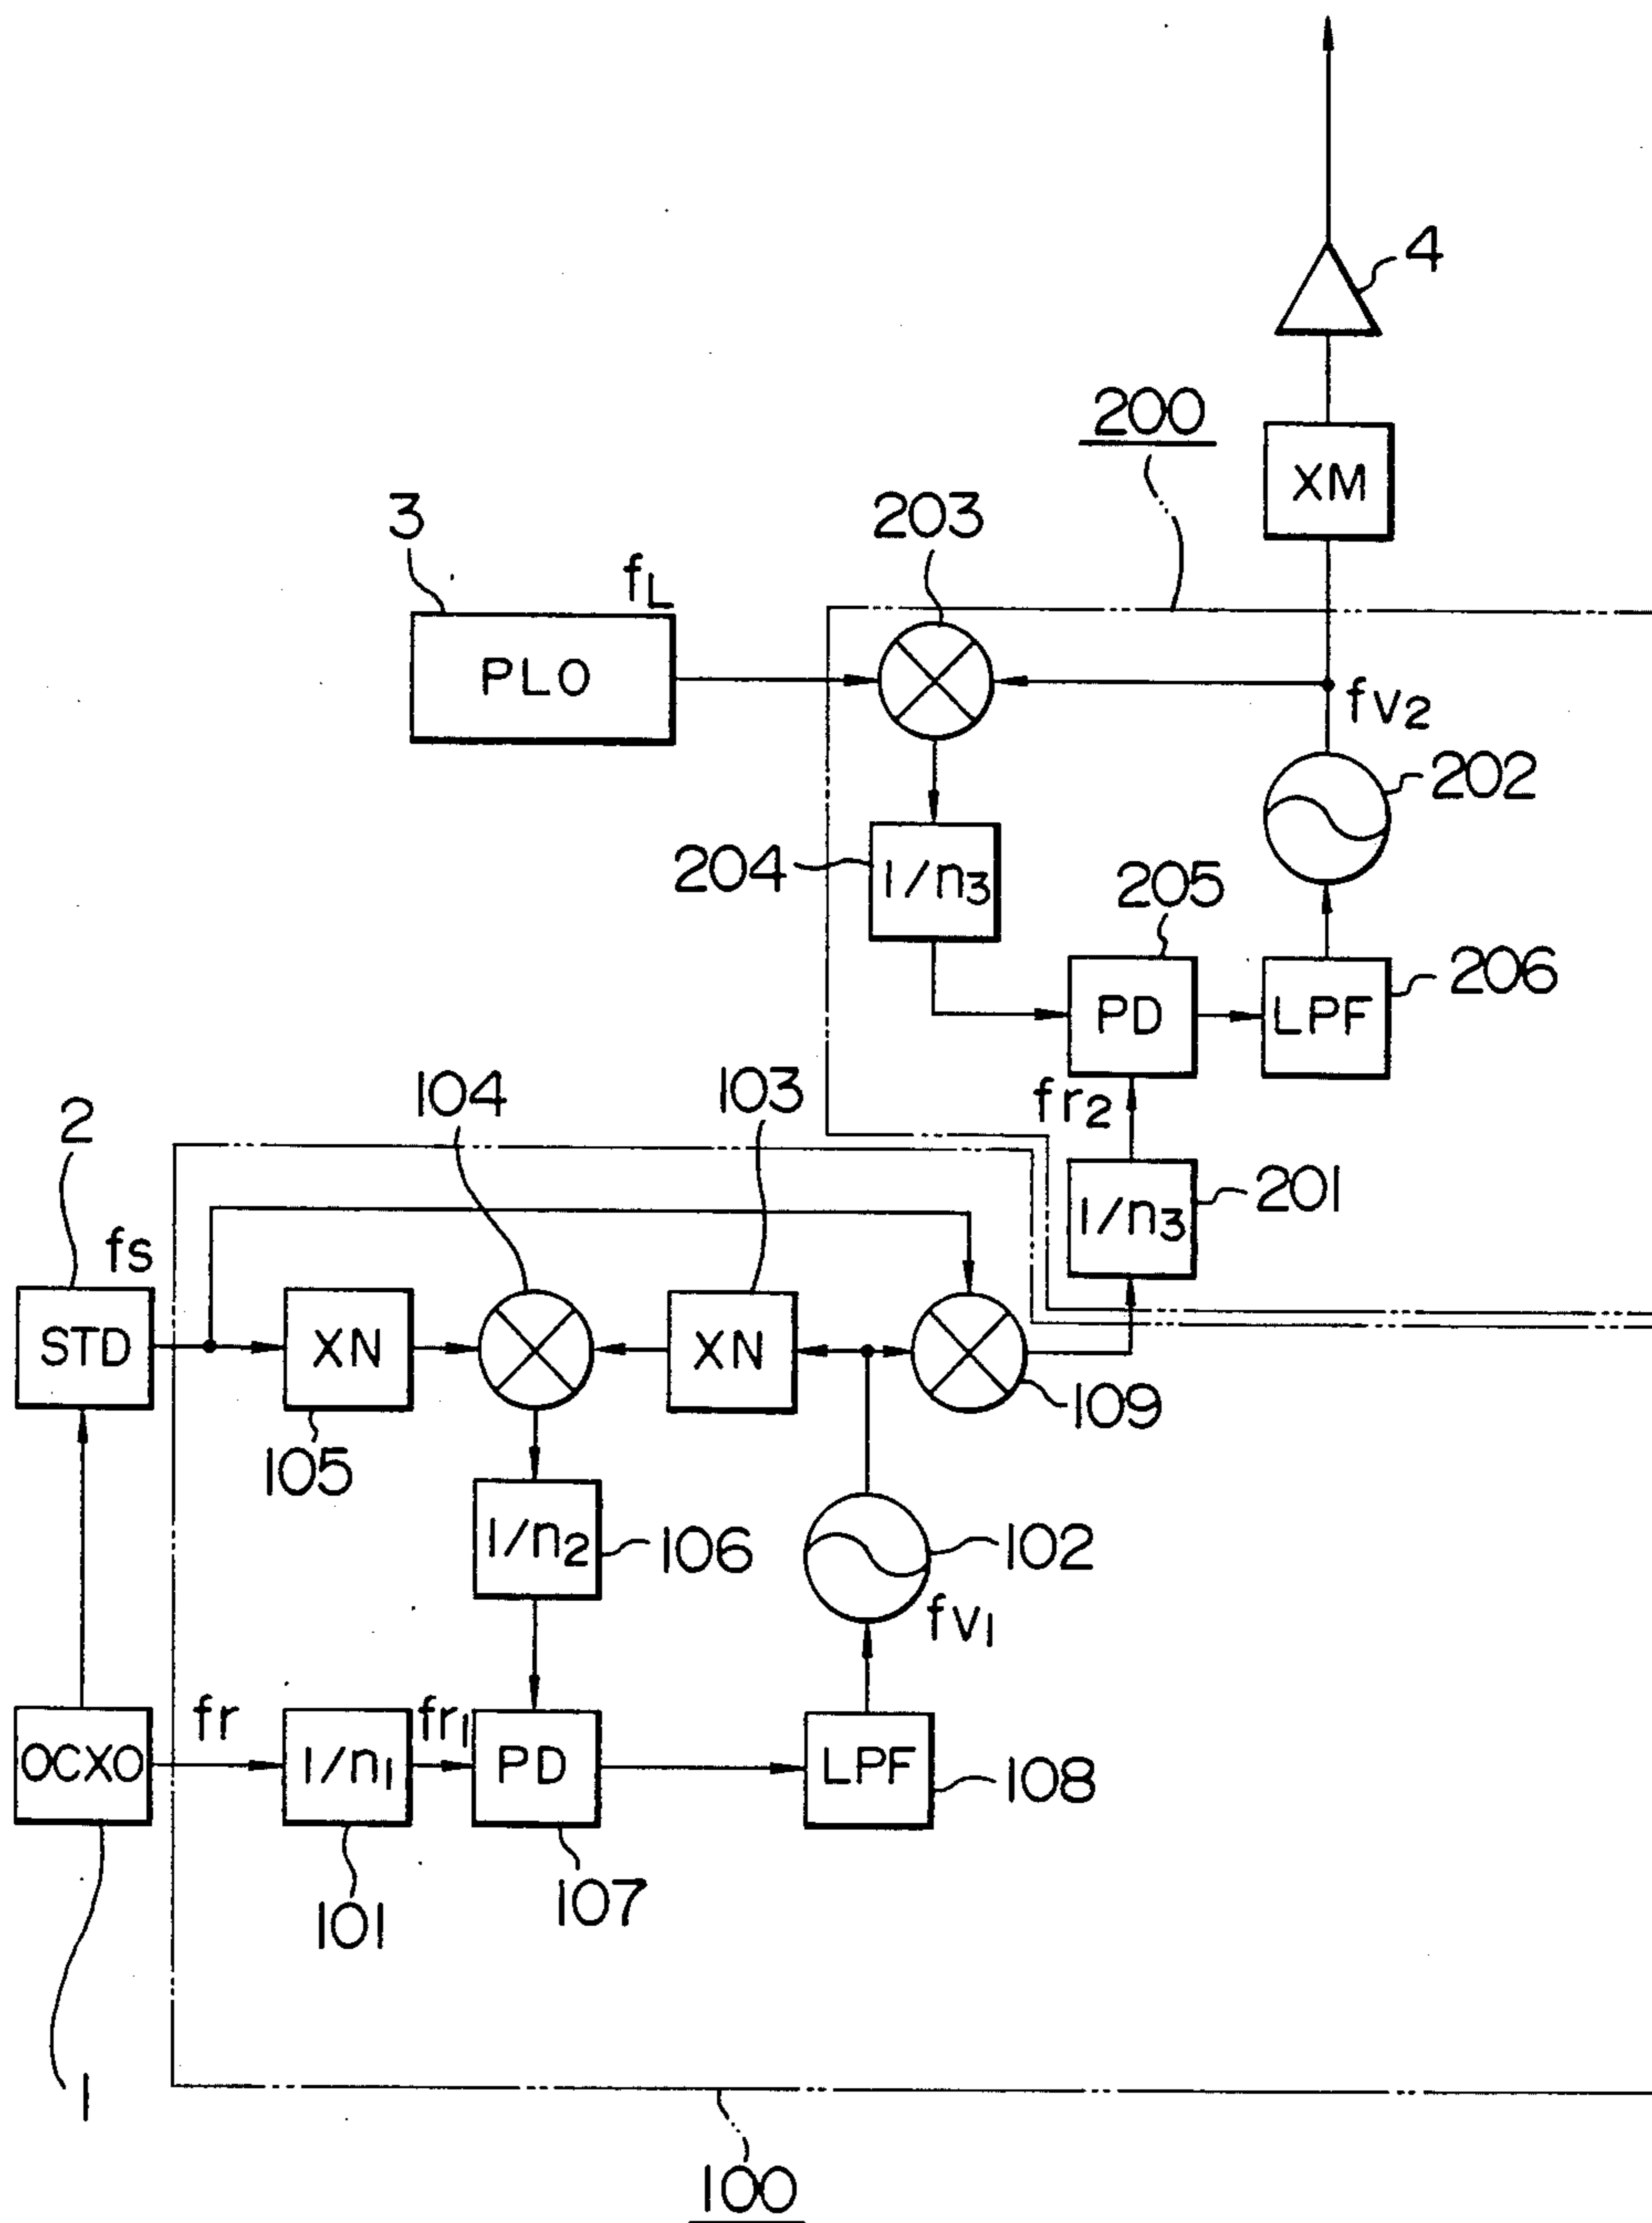 4
200
XM
3
203
fL
PLO
fv2
202
204
1/n3
205
206
PD
LPF
104
103
fr2
2
201
1/n3
fs
STD
XN
XN
109
105
1/n2
106
102
fv1
fr
fr1
OCXO
1/n1
PD
LPF
108
107
101
1
100